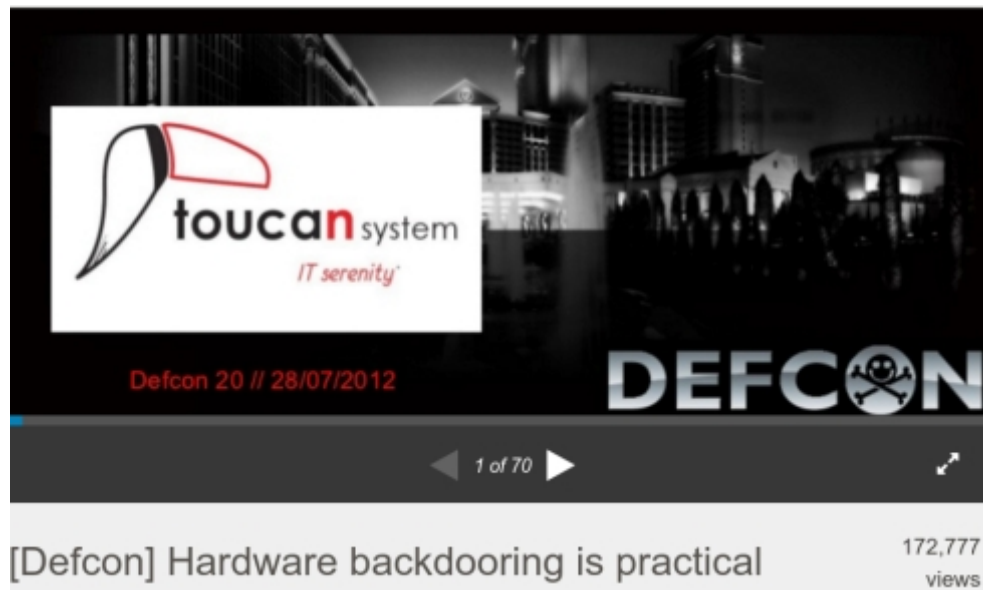 toucan system
IT serenity
Defcon 20 // 28/07/2012
DEFCON
1 of 70
[Defcon] Hardware backdooring is practical
172,777
views